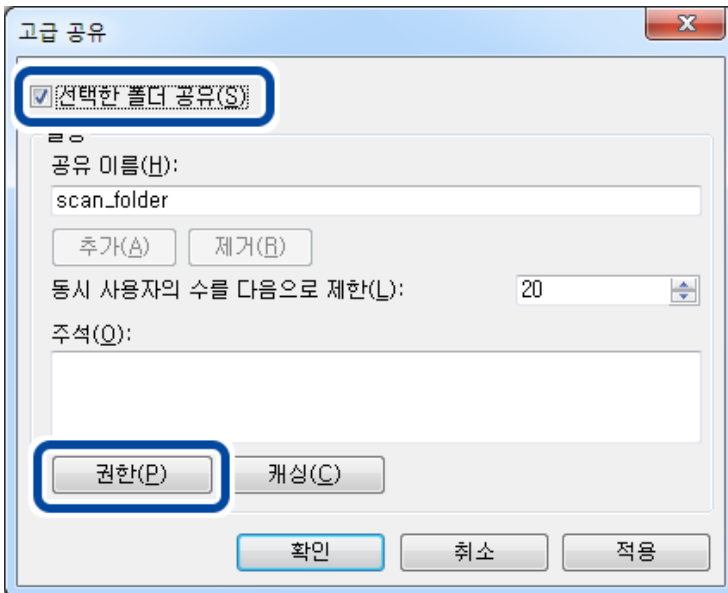 고급 공유
선택한 폴더 공유(S)
공유 이름(H):
scan_folder
추가(A) 제거(R)
동시 사용자의 수를 다음으로 제한(L): 20
주석(O):
권한(P) 캐싱(C)
확인 취소 적용